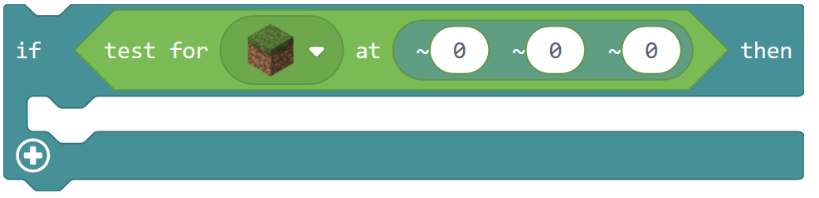 if test for at ~0 ~0 ~0 then